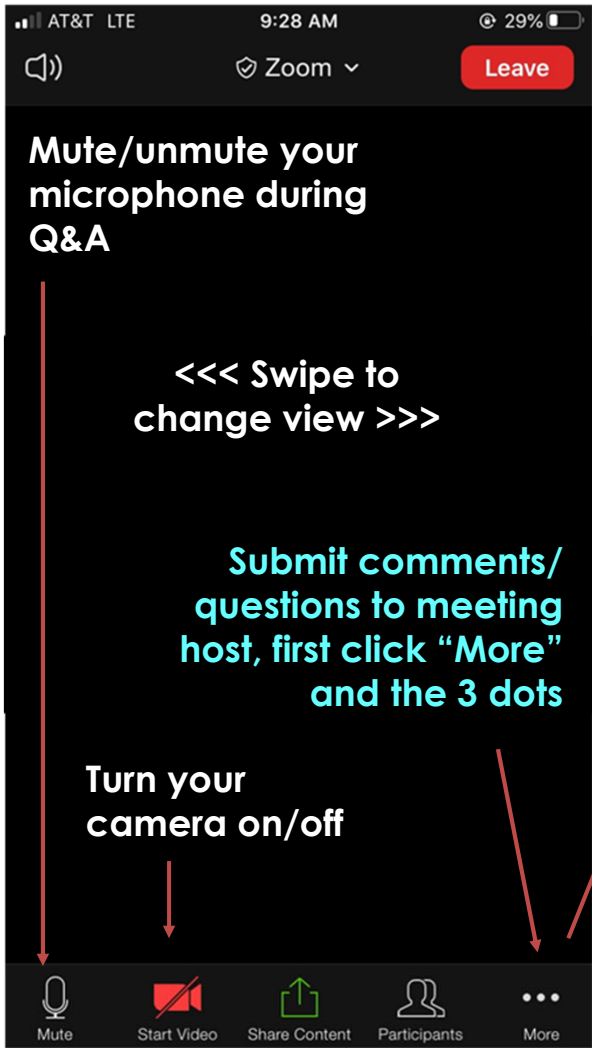 AT&T LTE 9:28 AM 29%
Zoom Leave
Mute/unmute your
microphone during
Q&A
<<< Swipe to
change view >>>
Submit comments/
questions to meeting
host, first click “More”
and the 3 dots
Turn your
camera on/off
Mute Start Video Share Content Participants More